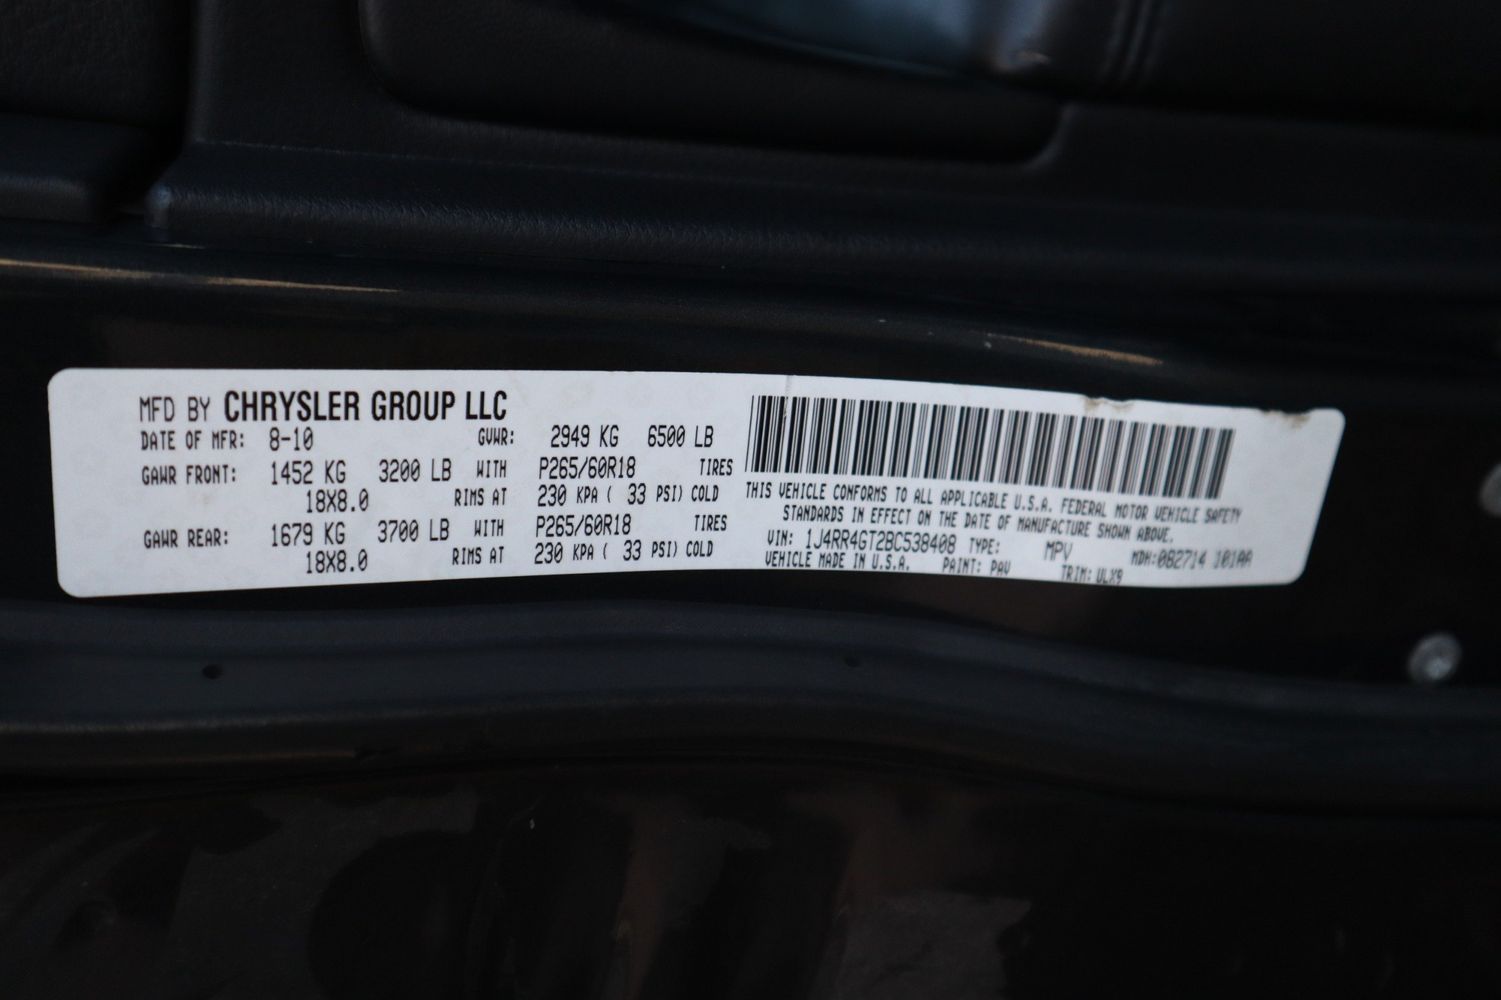 MFD BY CHRYSLER GROUP LLC
DATE OF MFR: 8-10 GVWR: 2949 KG 6500 LB
GAWR FRONT: 1452 KG 3200 LB WITH P265/60R18 TIRES
18X8.0 RIMS AT 230 KPA ( 33 PSI) COLD
GAWR REAR: 1679 KG 3700 LB WITH P265/60R18 TIRES
18X8.0 RIMS AT 230 KPA ( 33 PSI) COLD
THIS VEHICLE CONFORMS TO ALL APPLICABLE U.S.A. FEDERAL MOTOR VEHICLE SAFETY
STANDARDS IN EFFECT ON THE DATE OF MANUFACTURE SHOWN ABOVE.
VIN: 1J4RR4GT2BC538408 TYPE: MPV MDH:082714 101AA
VEHICLE MADE IN U.S.A. PAINT: PAV TRIM: ULX9